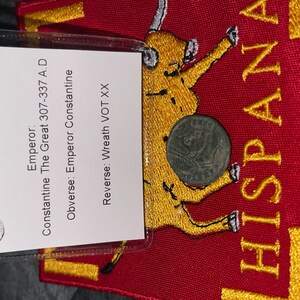 Emperor:
Constantine The Great 307-337 A.D
Obverse: Emperor Constantine
Reverse: Wreath VOT XX
HISPANA